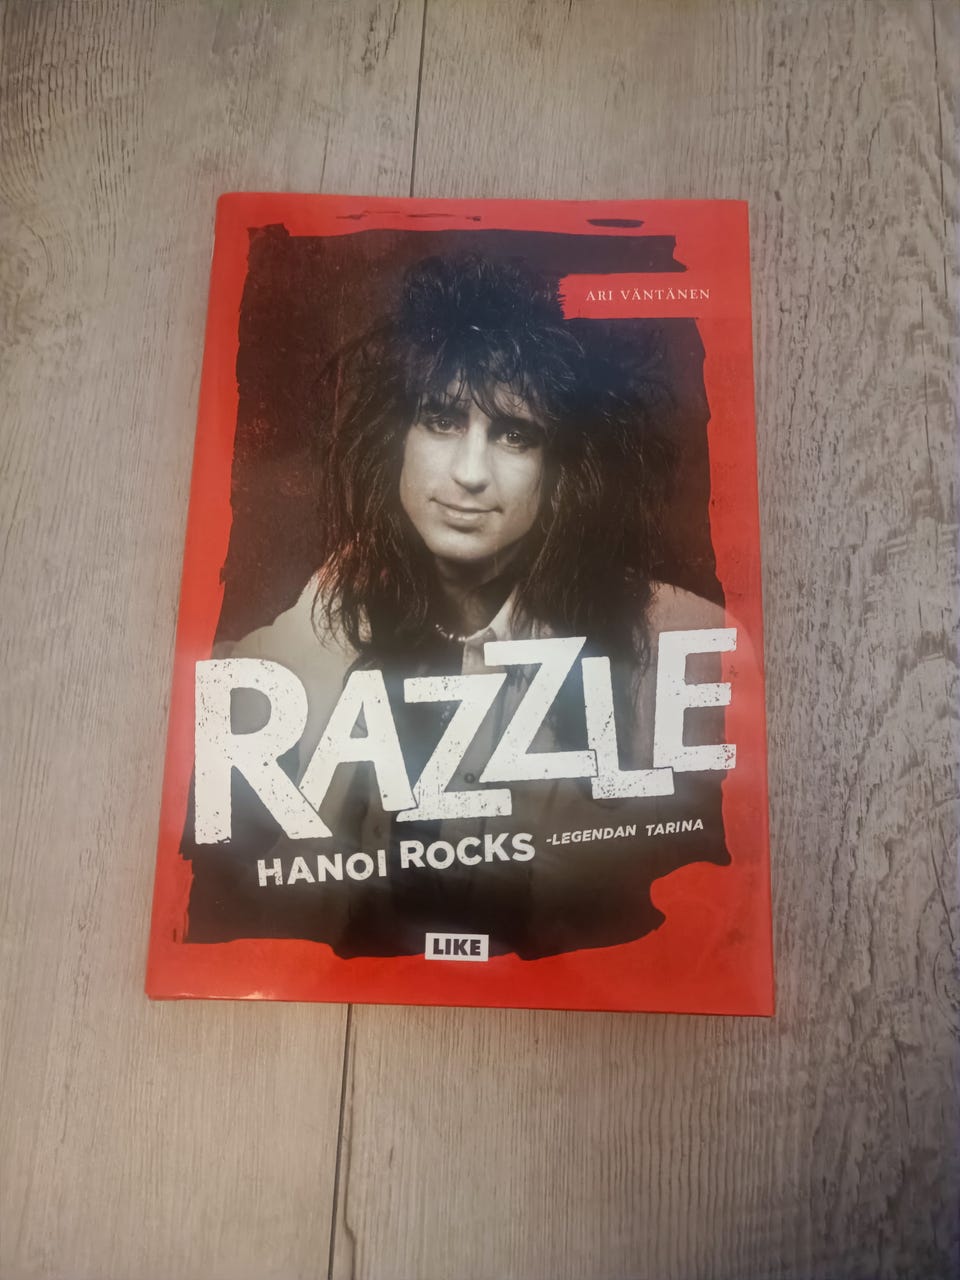 ARI VÄNTÄNEN
RAZZLE
HANOI ROCKS -LEGENDAN TARINA
LIKE